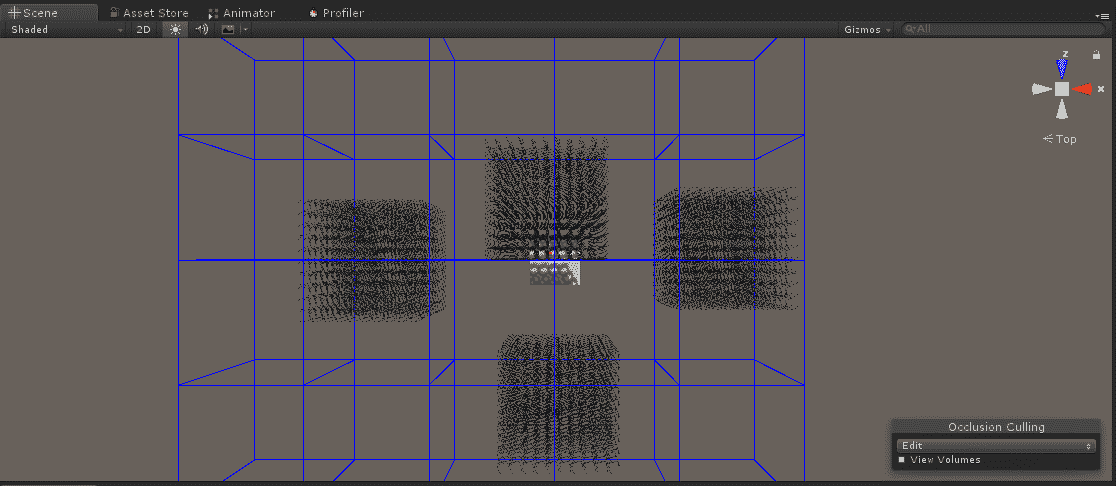 Scene Asset Store Animator Profiler
Shaded 2D Gizmos All
z
x
Top
Occlusion Culling
Edit
View Volumes